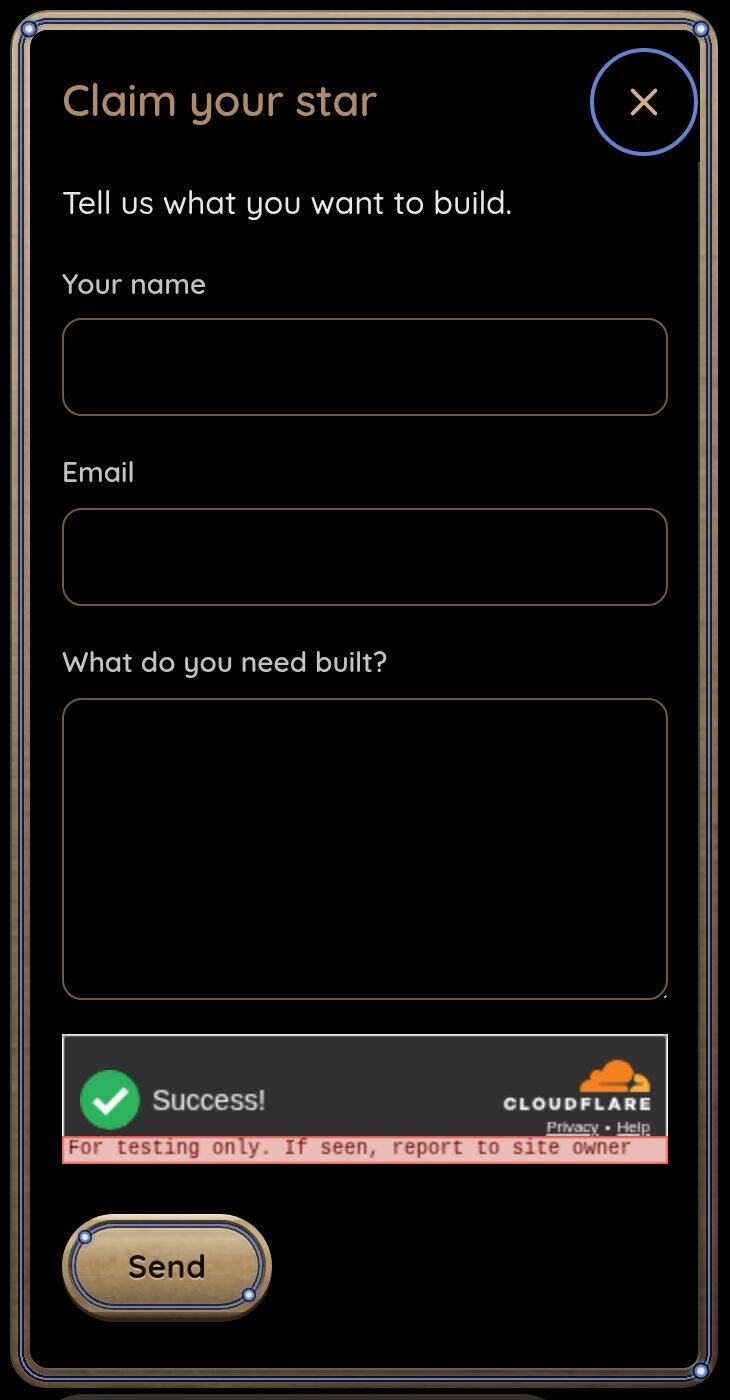 Claim your star
Tell us what you want to build.
Your name
Email
What do you need built?
Success!
CLOUDFLARE
Privacy • Help
For testing only. If seen, report to site owner
Send